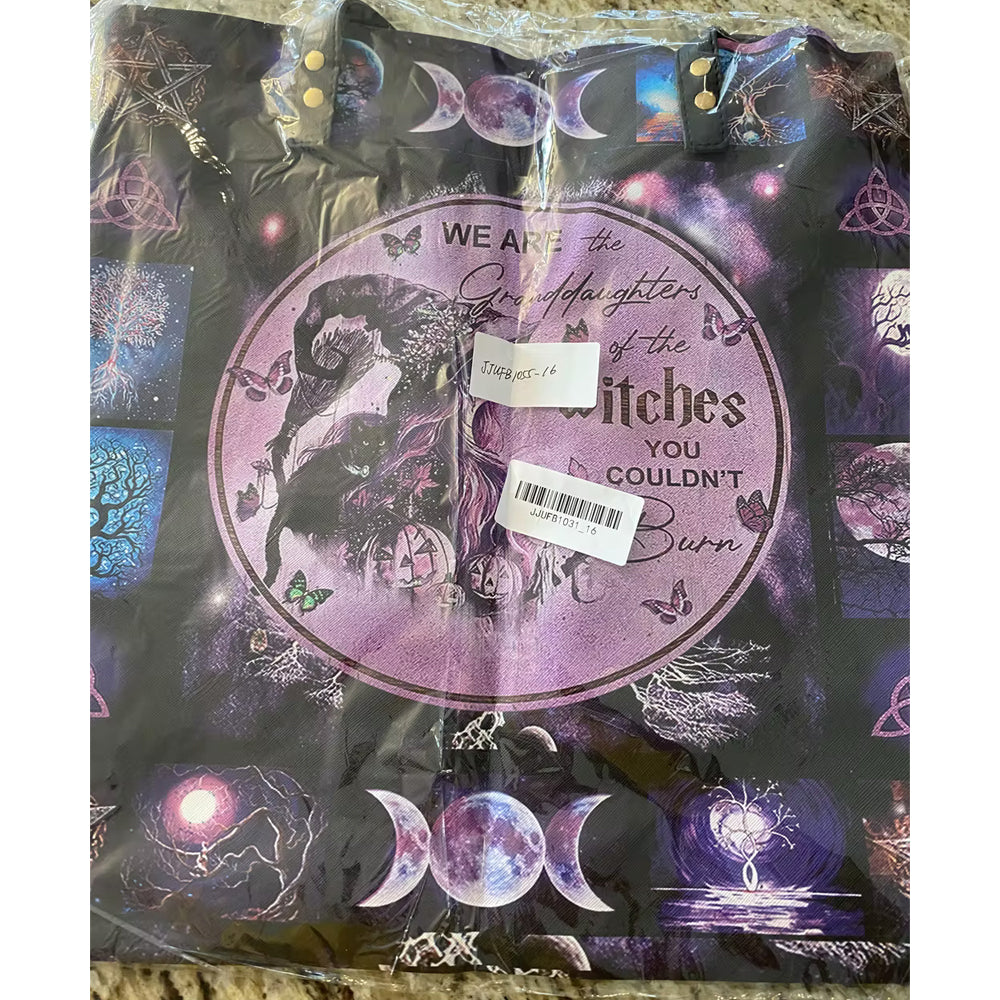 WE ARE the
Granddaughters
of the
Witches
YOU
COULDN'T
Burn
JJUFB1055-16
JJUFB1031_16